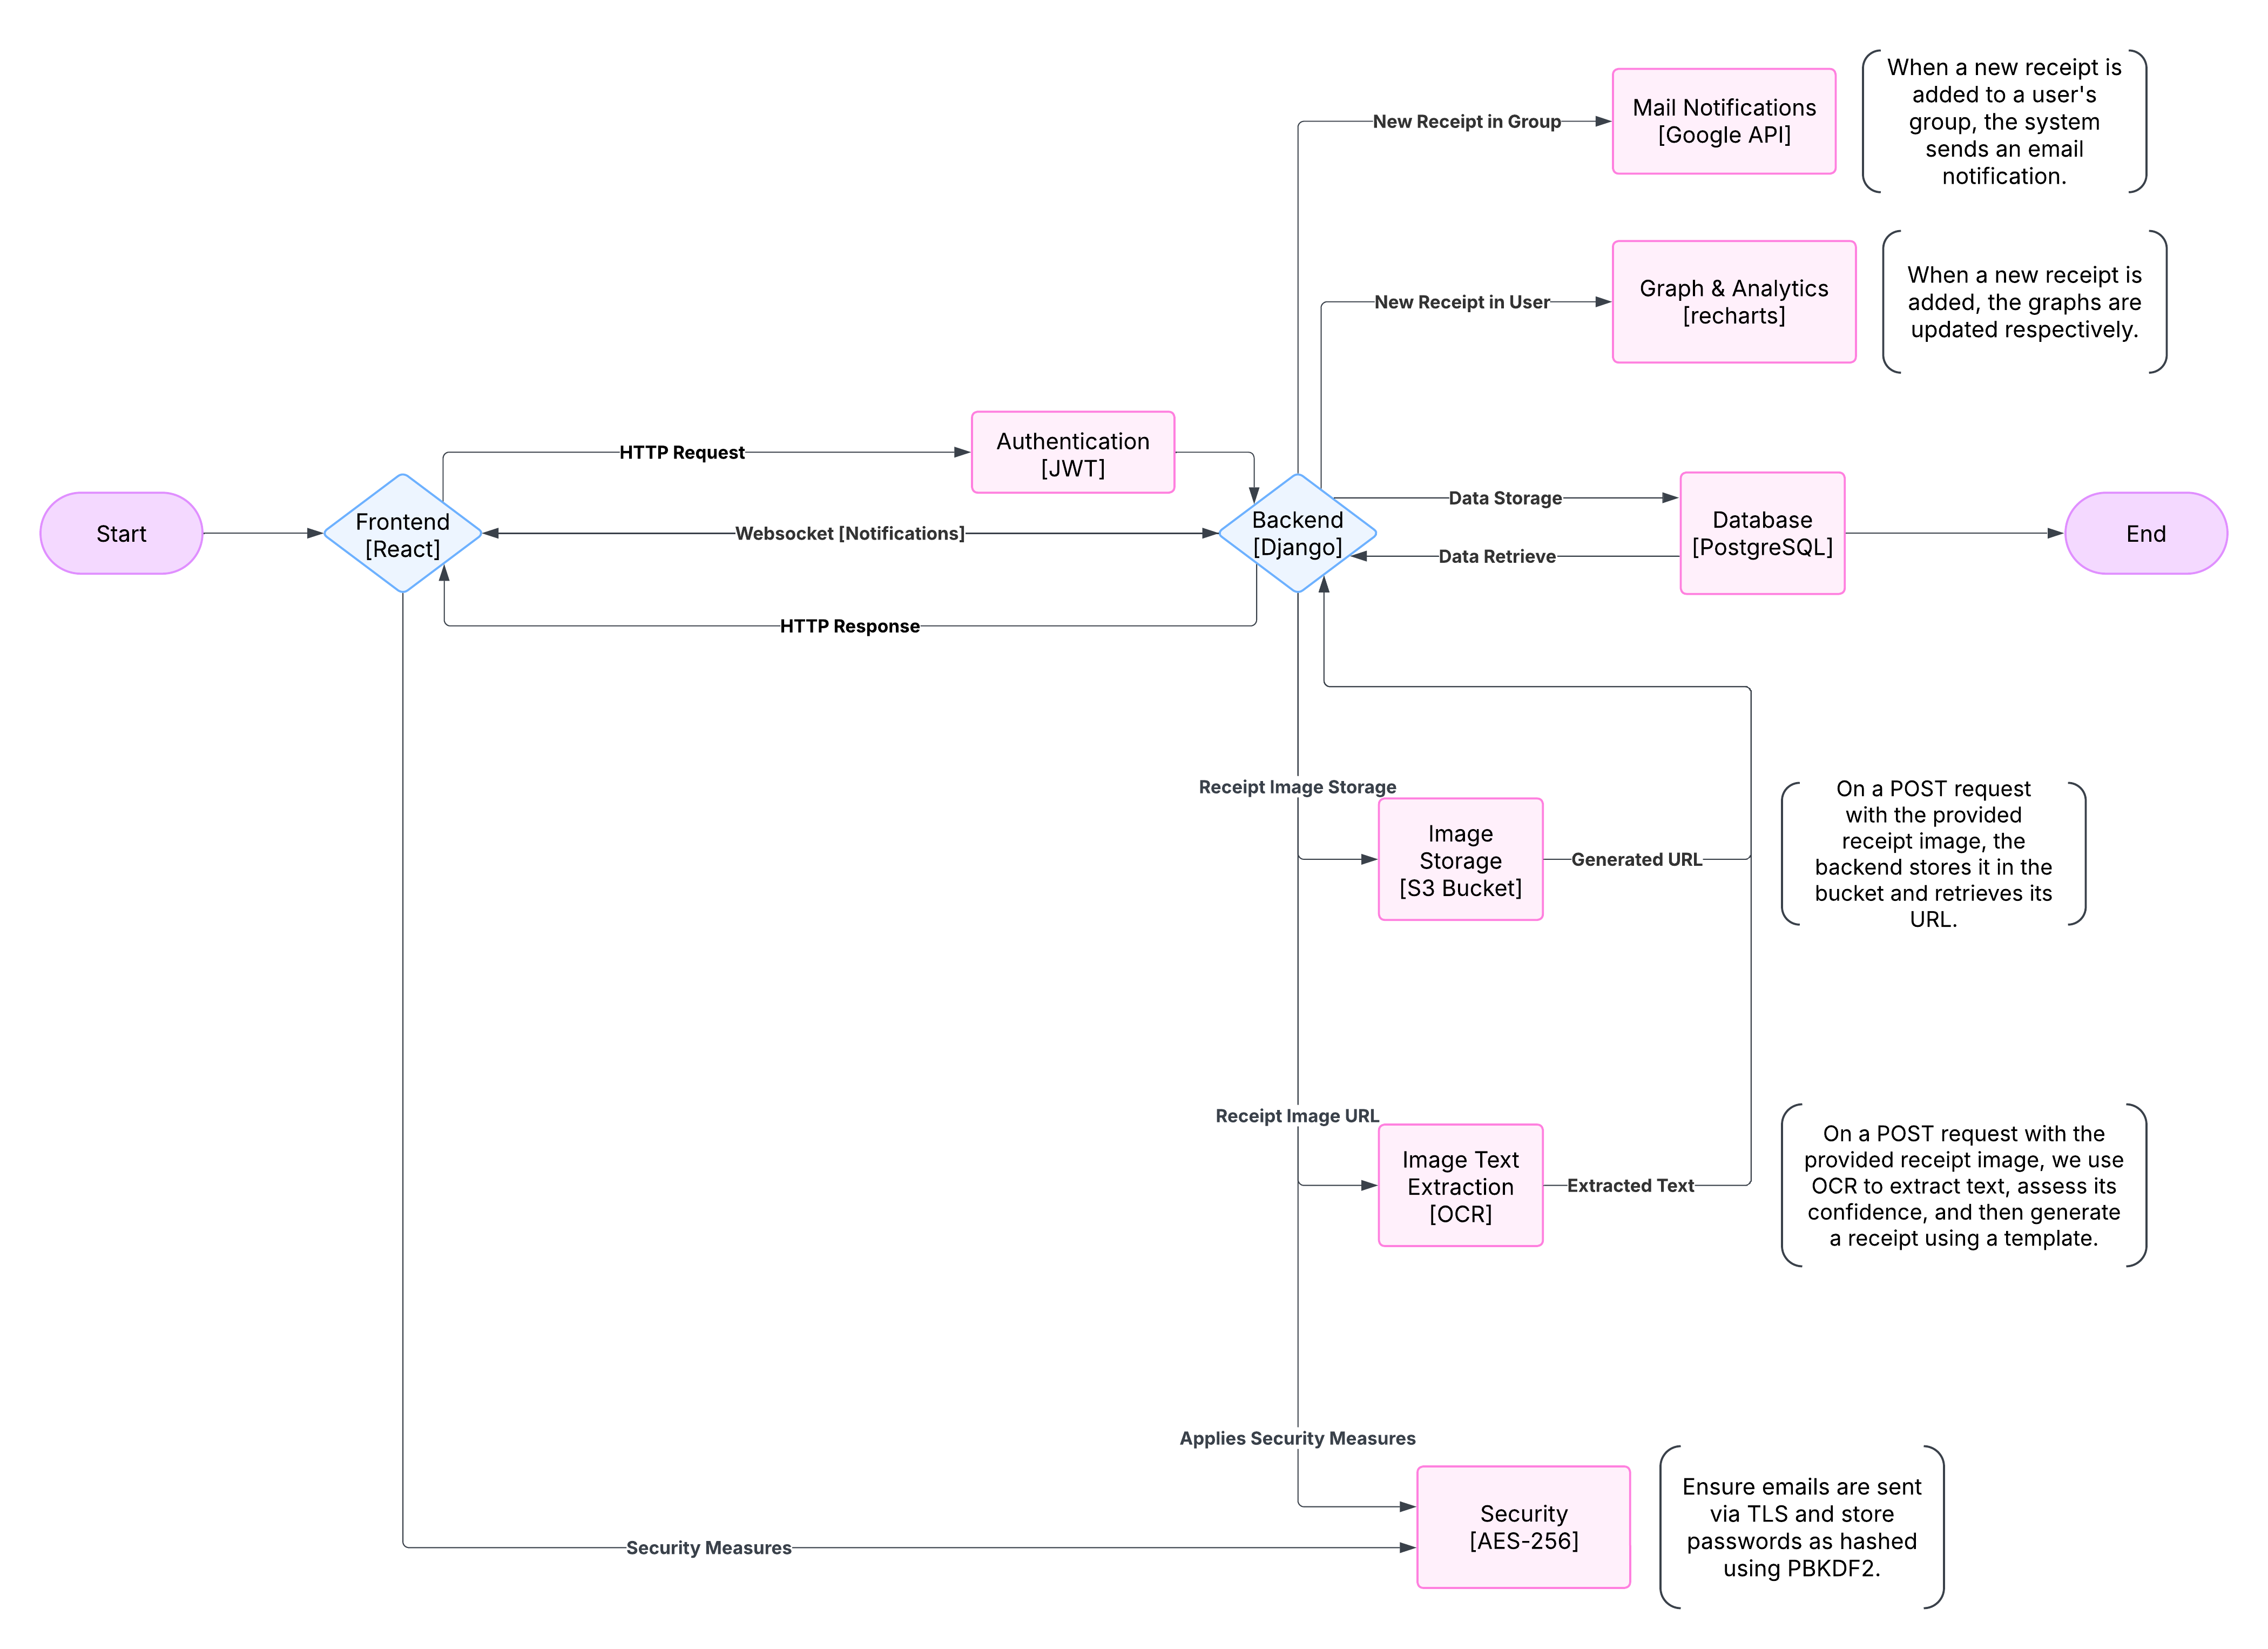 When a new receipt is
added to a user's
group, the system
sends an email
notification.
Mail Notifications
[Google API]
New Receipt in Group
When a new receipt is
added, the graphs are
updated respectively.
Graph & Analytics
[recharts]
New Receipt in User
Authentication
[JWT]
HTTP Request
Start
Frontend
[React]
Websocket [Notifications]
Backend
[Django]
Data Storage
Data Retrieve
Database
[PostgreSQL]
End
HTTP Response
Receipt Image Storage
Image
Storage
[S3 Bucket]
Generated URL
On a POST request
with the provided
receipt image, the
backend stores it in the
bucket and retrieves its
URL.
Receipt Image URL
Image Text
Extraction
[OCR]
Extracted Text
On a POST request with the
provided receipt image, we use
OCR to extract text, assess its
confidence, and then generate
a receipt using a template.
Applies Security Measures
Security
[AES-256]
Security Measures
Ensure emails are sent
via TLS and store
passwords as hashed
using PBKDF2.